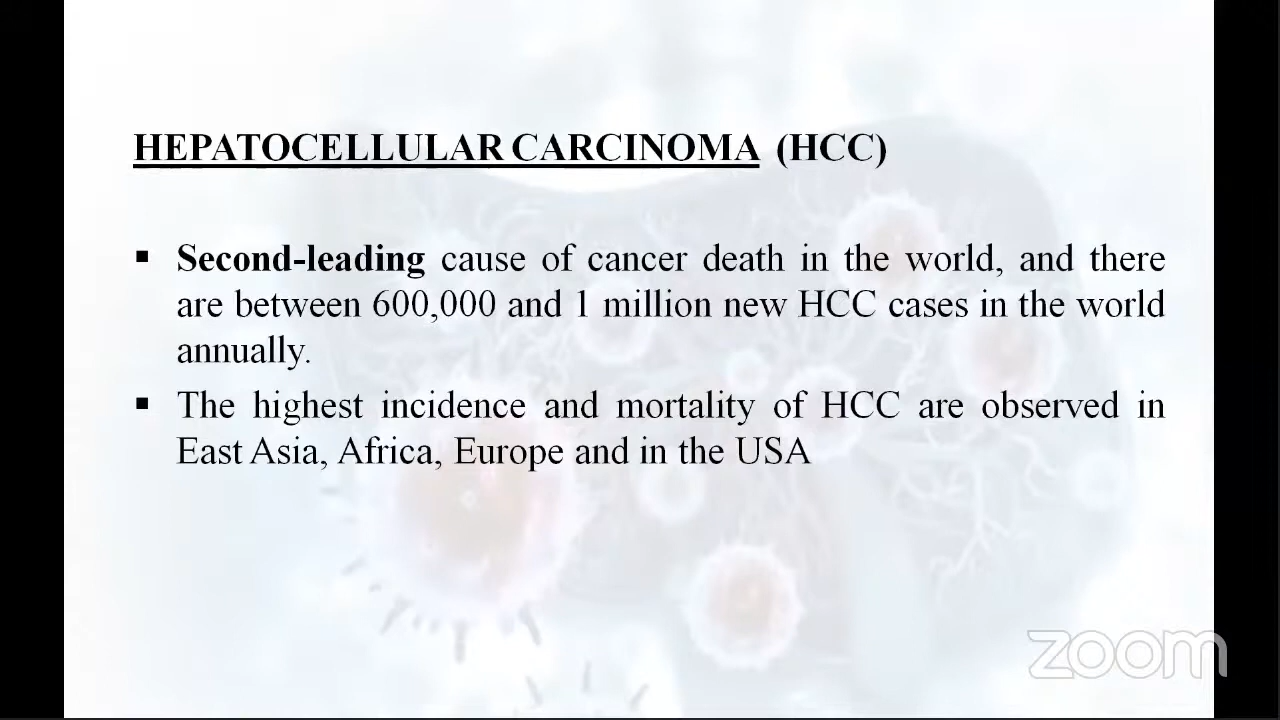 HEPATOCELLULAR CARCINOMA (HCC)
▪ Second-leading cause of cancer death in the world, and there
are between 600,000 and 1 million new HCC cases in the world
annually.
▪ The highest incidence and mortality of HCC are observed in
East Asia, Africa, Europe and in the USA
zoom